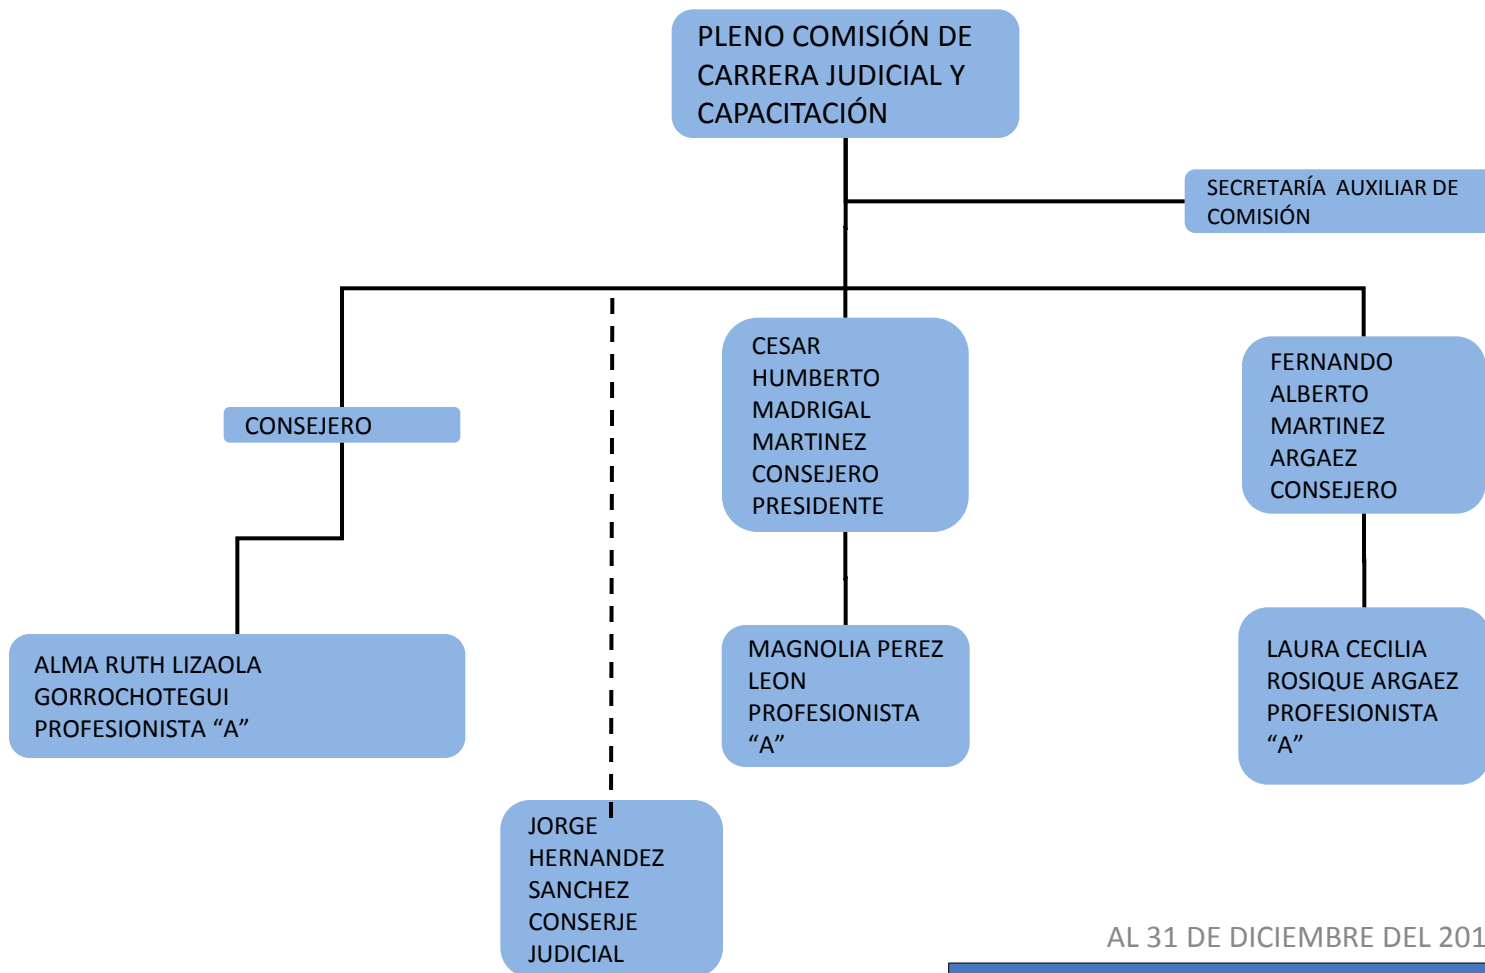 PLENO COMISIÓN DE
CARRERA JUDICIAL Y
CAPACITACIÓN
SECRETARÍA AUXILIAR DE
COMISIÓN
CONSEJERO
CESAR
HUMBERTO
MADRIGAL
MARTINEZ
CONSEJERO
PRESIDENTE
FERNANDO
ALBERTO
MARTINEZ
ARGAEZ
CONSEJERO
ALMA RUTH LIZAOLA
GORROCHOTEGUI
PROFESIONISTA “A”
MAGNOLIA PEREZ
LEON
PROFESIONISTA
“A”
LAURA CECILIA
ROSIQUE ARGAEZ
PROFESIONISTA
“A”
JORGE
HERNANDEZ
SANCHEZ
CONSERJE
JUDICIAL
AL 31 DE DICIEMBRE DEL